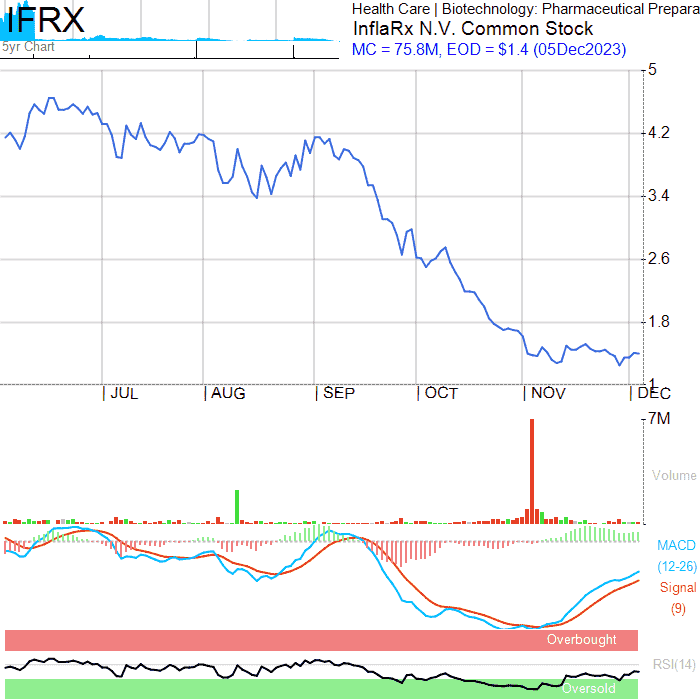 IFRX
5yr Chart
Health Care | Biotechnology: Pharmaceutical Prepara
InflaRx N.V. Common Stock
MC = 75.8M, EOD = $1.4 (05Dec2023)
5
4.2
3.4
2.6
1.8
1
JUL AUG SEP OCT NOV DEC
7M
Volume
MACD
(12-26)
Signal
(9)
Overbought
RSI(14)
Oversold